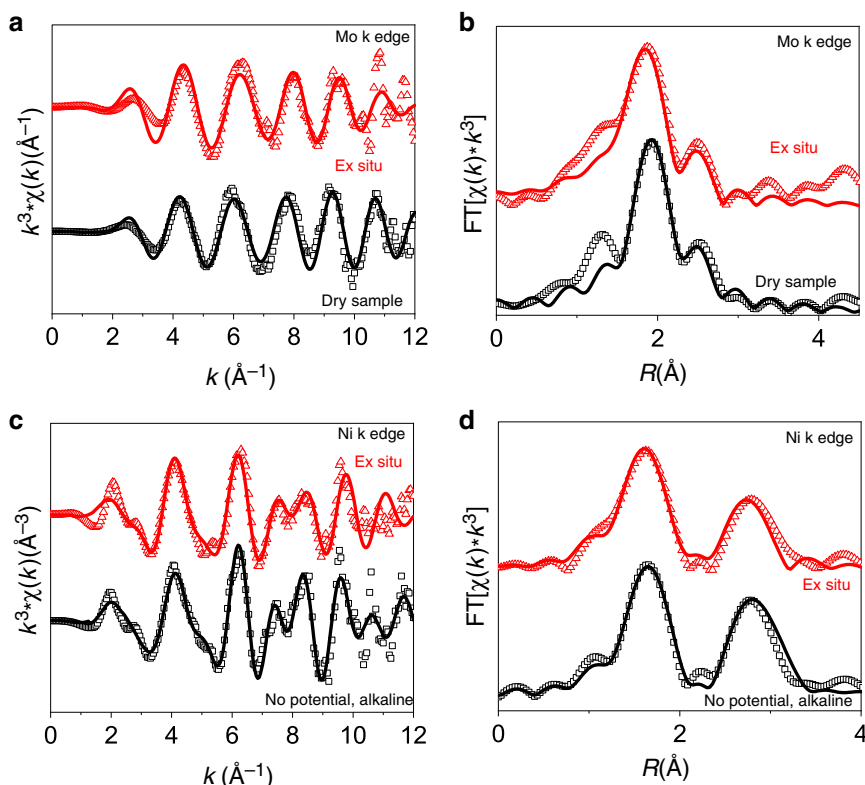 a
Mo k edge
k³*χ(k)(Å⁻¹)
Ex situ
Dry sample
0 2 4 6 8 10 12
k (Å⁻¹)
b
Mo k edge
FT[χ(k)*k³]
Ex situ
Dry sample
0 2 4
R(Å)
c
Ni k edge
k³*χ(k)(Å⁻³)
Ex situ
No potential, alkaline
0 2 4 6 8 10 12
k (Å⁻¹)
d
Ni k edge
FT[χ(k)*k³]
Ex situ
No potential, alkaline
0 2 4
R(Å)